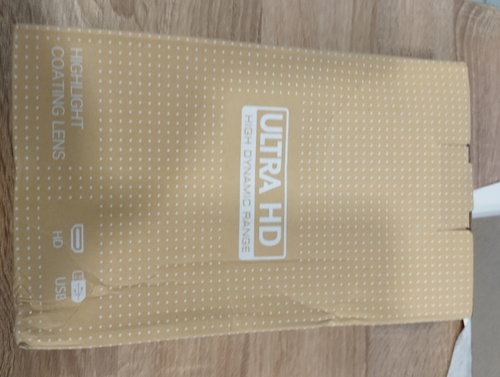 ULTRA HD
HIGH DYNAMIC RANGE
HIGHLIGHT
COATING LENS
HD
USB